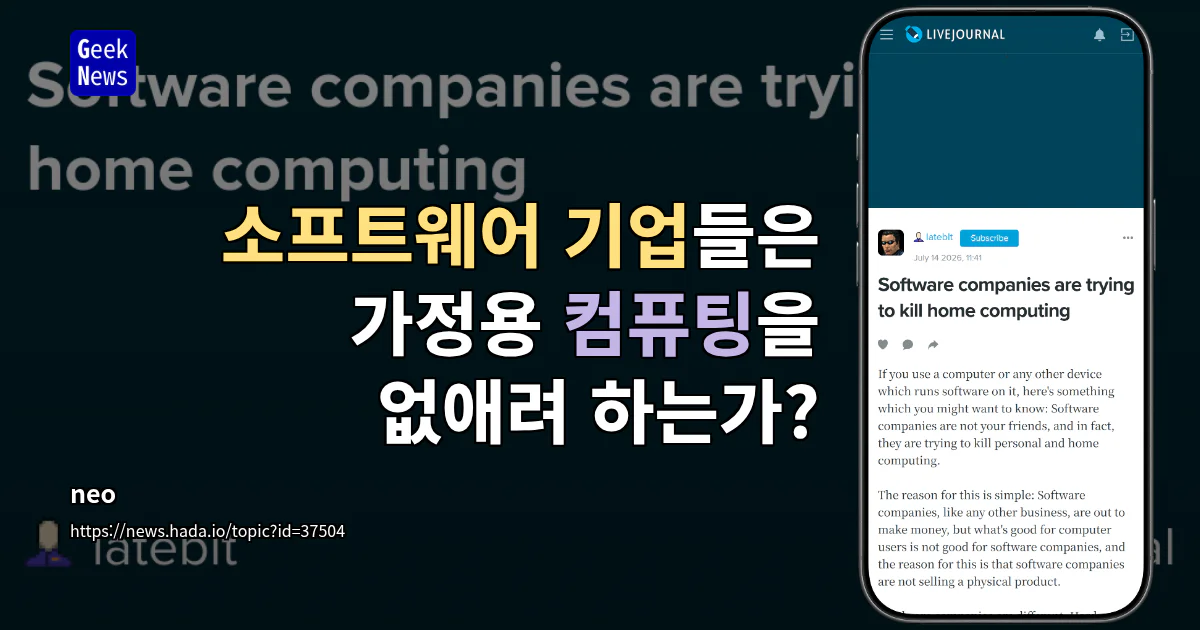 Geek
News
Software companies are tryi
home computing
소프트웨어 기업들은
가정용 컴퓨팅을
없애려 하는가?
neo
https://news.hada.io/topic?id=37504
latebit
al
LIVEJOURNAL
latebit
Subscribe
July 14 2026, 11:41
Software companies are trying
to kill home computing
If you use a computer or any other device
which runs software on it, here's something
which you might want to know: Software
companies are not your friends, and in fact,
they are trying to kill personal and home
computing.
The reason for this is simple: Software
companies, like any other business, are out to
make money, but what's good for computer
users is not good for software companies, and
the reason for this is that software companies
are not selling a physical product.